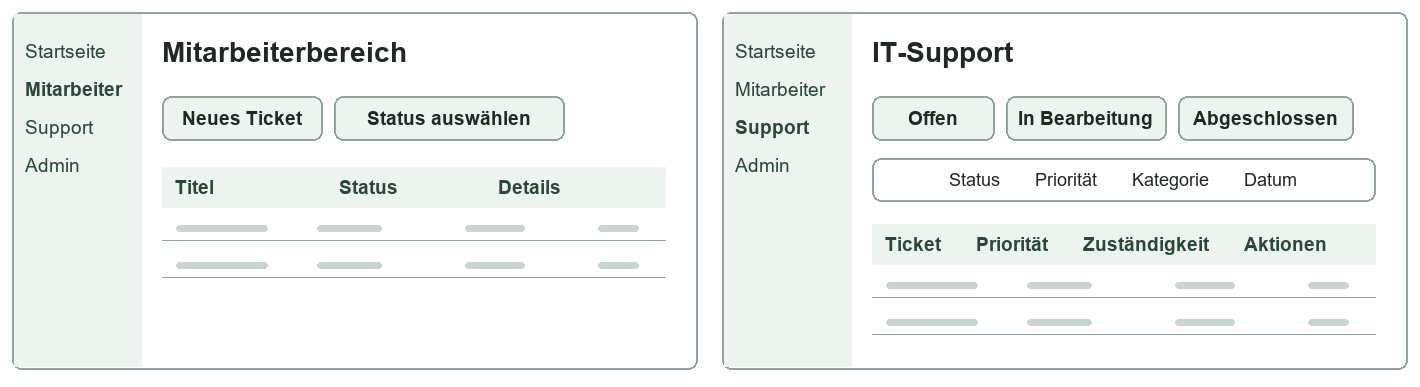 Startseite
Mitarbeiter
Support
Admin
Mitarbeiterbereich
Neues Ticket
Status auswählen
Titel Status Details
Startseite
Mitarbeiter
Support
Admin
IT-Support
Offen
In Bearbeitung
Abgeschlossen
Status Priorität Kategorie Datum
Ticket Priorität Zuständigkeit Aktionen